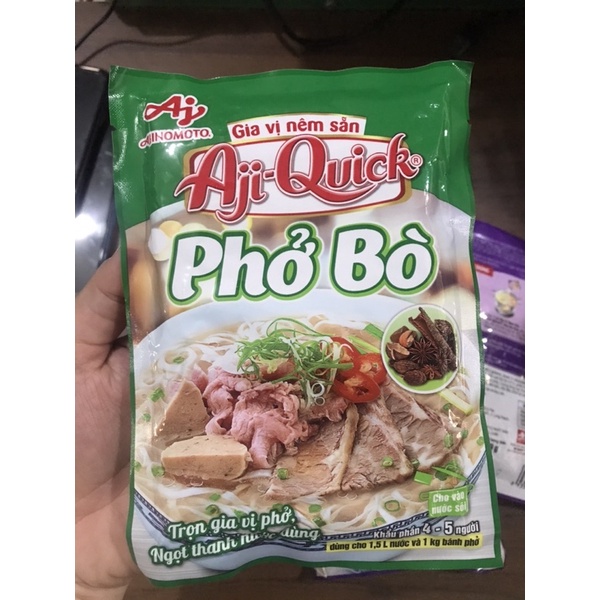 AJINOMOTO®
Gia vị nêm sẵn
Aji-Quick®
Phở Bò
Cho vào
nước sôi
Trọn gia vị phở,
Ngọt thanh nước dùng
Khẩu phần 4 - 5 người
dùng cho 1,5 L nước và 1 kg bánh phở